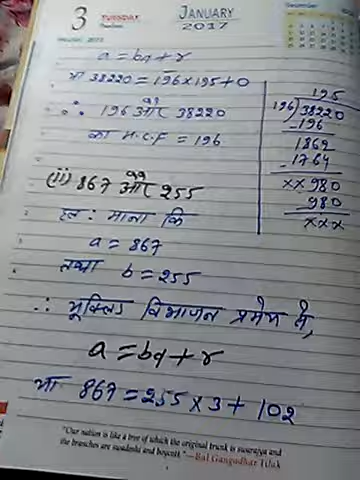 3 TUESDAY JANUARY
2017
a = bq + r
या 38220 = 196 × 195 + 0
∴ 196 और 38220
का H.C.F = 196
195
196) 38220
-196
1862
-1764
××980
980
×××
(ii) 867 और 255
हल : माना कि
a = 867
तथा b = 255
∴ यूक्लिड विभाजन प्रमेय से,
a = bq + r
या 867 = 255 × 3 + 102
"Our nation is like a tree of which the original trunk is swarajya and
the branches are swadeshi and boycott" —Bal Gangadhar Tilak